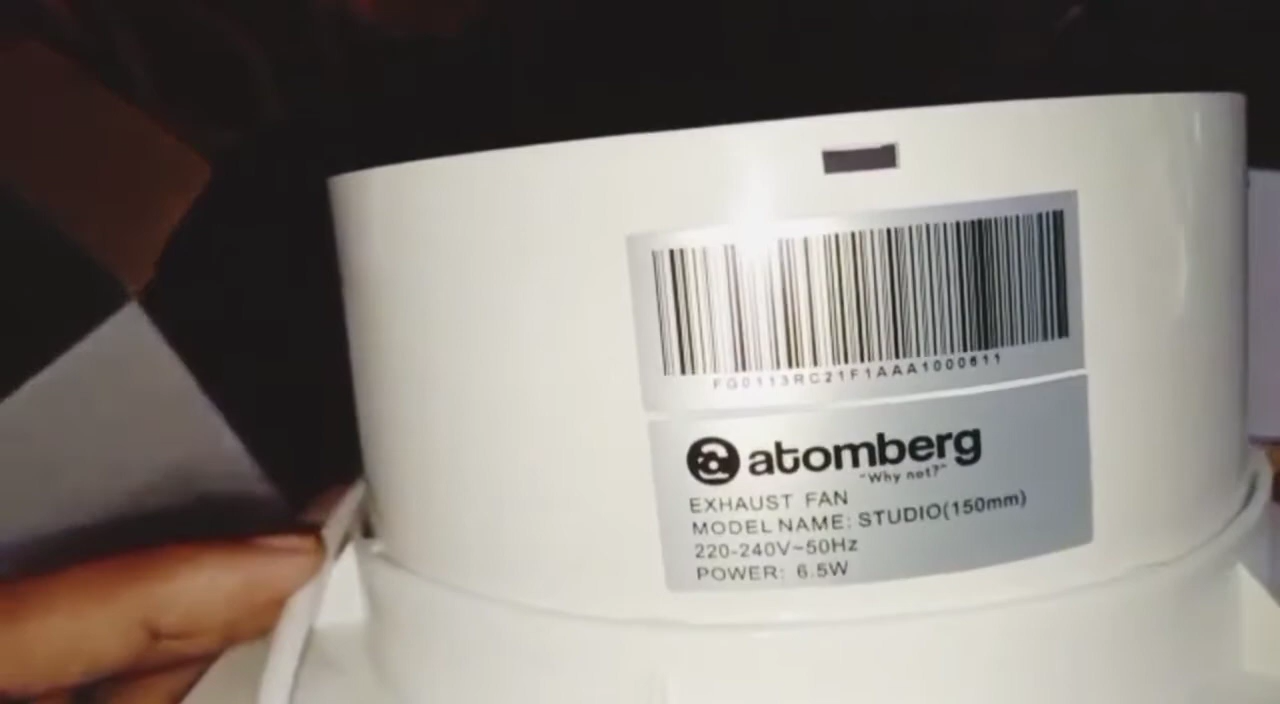 FG0113RC21F1AAA1000611
atomberg
"Why not?"
EXHAUST FAN
MODEL NAME: STUDIO(150mm)
220-240V~50Hz
POWER: 6.5W